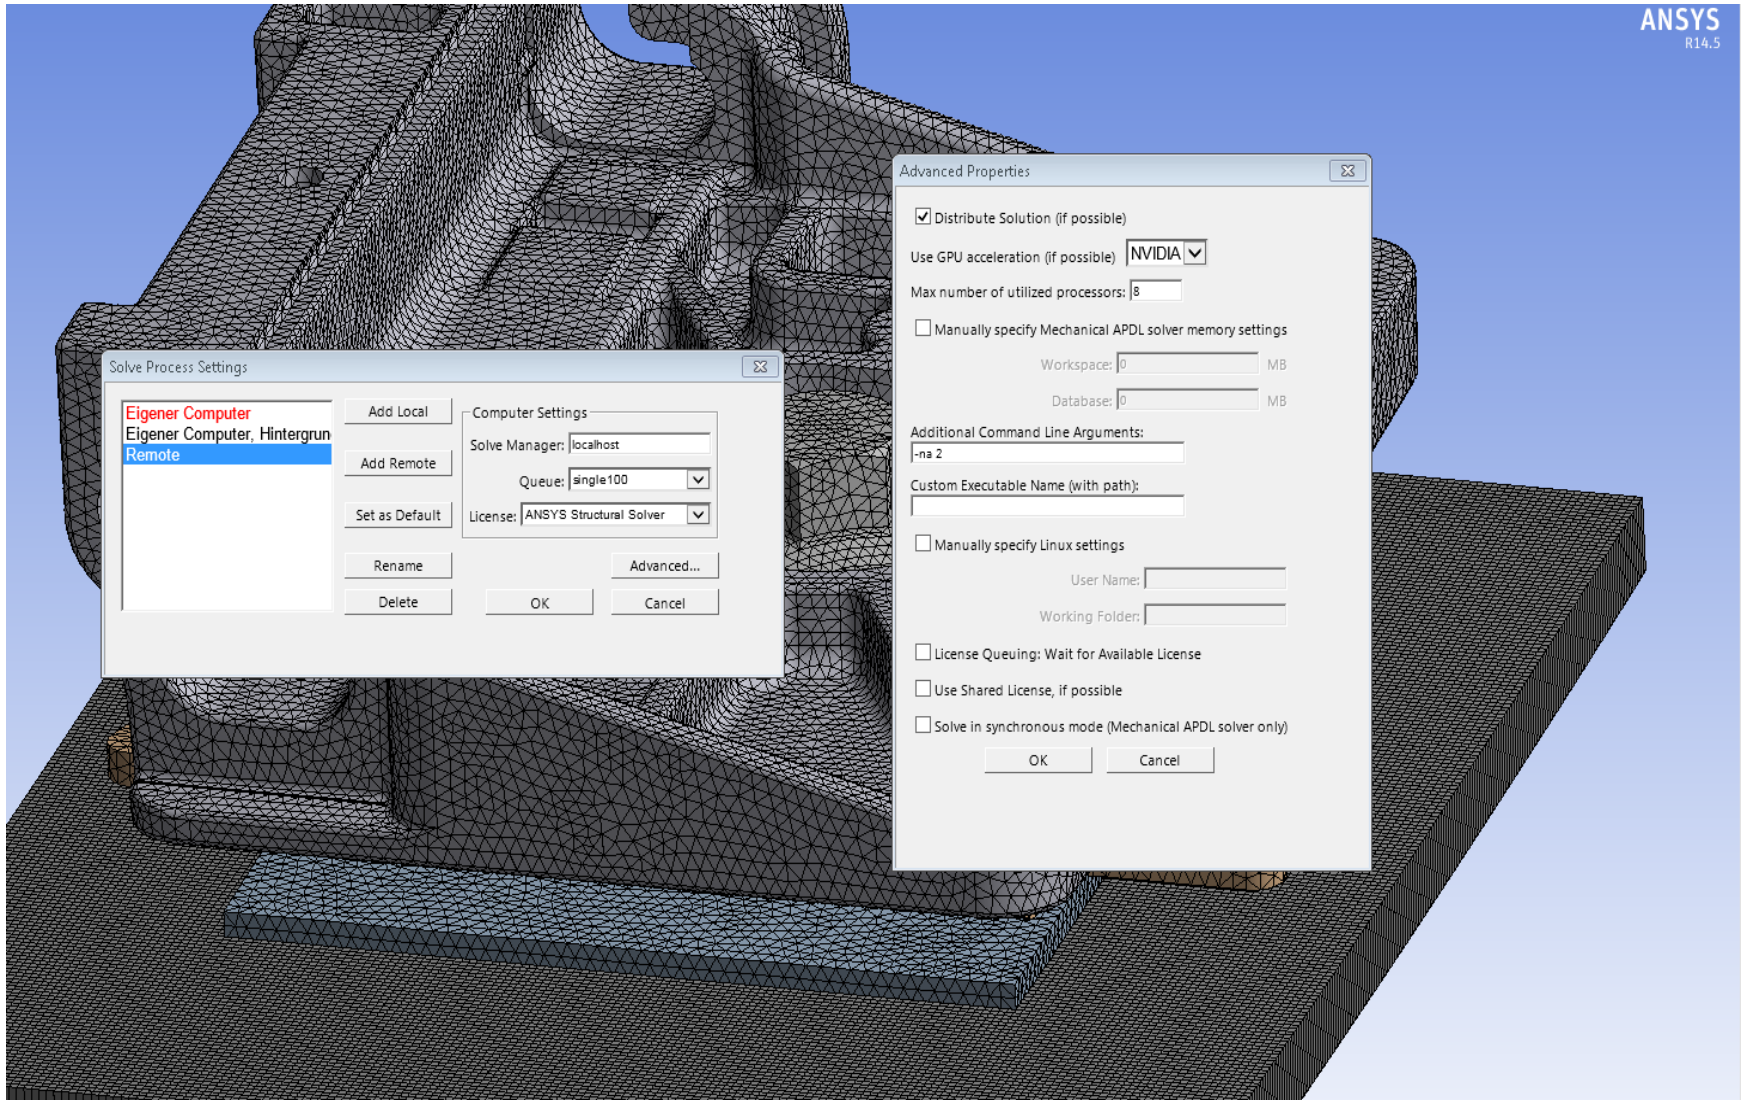 ANSYS
R14.5
Solve Process Settings
Eigener Computer
Eigener Computer, Hintergrun
Remote
Add Local
Add Remote
Set as Default
Rename
Delete
Computer Settings
Solve Manager: localhost
Queue: single100
License: ANSYS Structural Solver
Advanced...
OK
Cancel
Advanced Properties
Distribute Solution (if possible)
Use GPU acceleration (if possible) NVIDIA
Max number of utilized processors: 8
Manually specify Mechanical APDL solver memory settings
Workspace: 0 MB
Database: 0 MB
Additional Command Line Arguments:
-na 2
Custom Executable Name (with path):
Manually specify Linux settings
User Name:
Working Folder:
License Queuing: Wait for Available License
Use Shared License, if possible
Solve in synchronous mode (Mechanical APDL solver only)
OK
Cancel